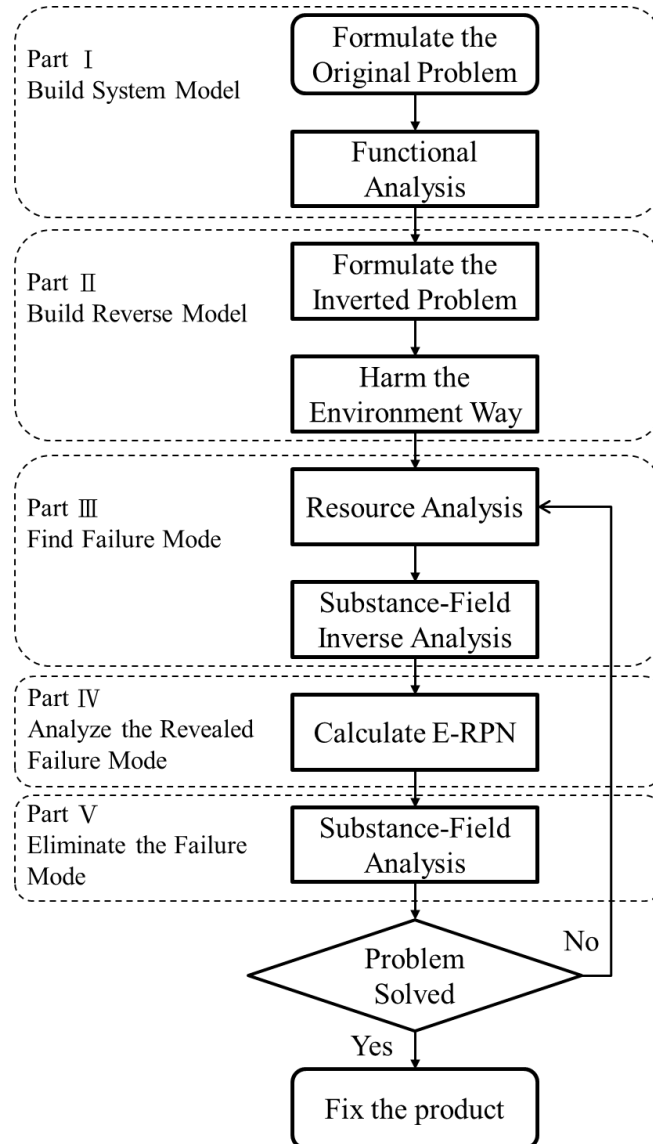 Part Ⅰ
Build System Model
Formulate the
Original Problem
Functional
Analysis
Part Ⅱ
Build Reverse Model
Formulate the
Inverted Problem
Harm the
Environment Way
Part Ⅲ
Find Failure Mode
Resource Analysis
Substance-Field
Inverse Analysis
Part Ⅳ
Analyze the Revealed
Failure Mode
Calculate E-RPN
Part Ⅴ
Eliminate the Failure
Mode
Substance-Field
Analysis
Problem
Solved
No
Yes
Fix the product